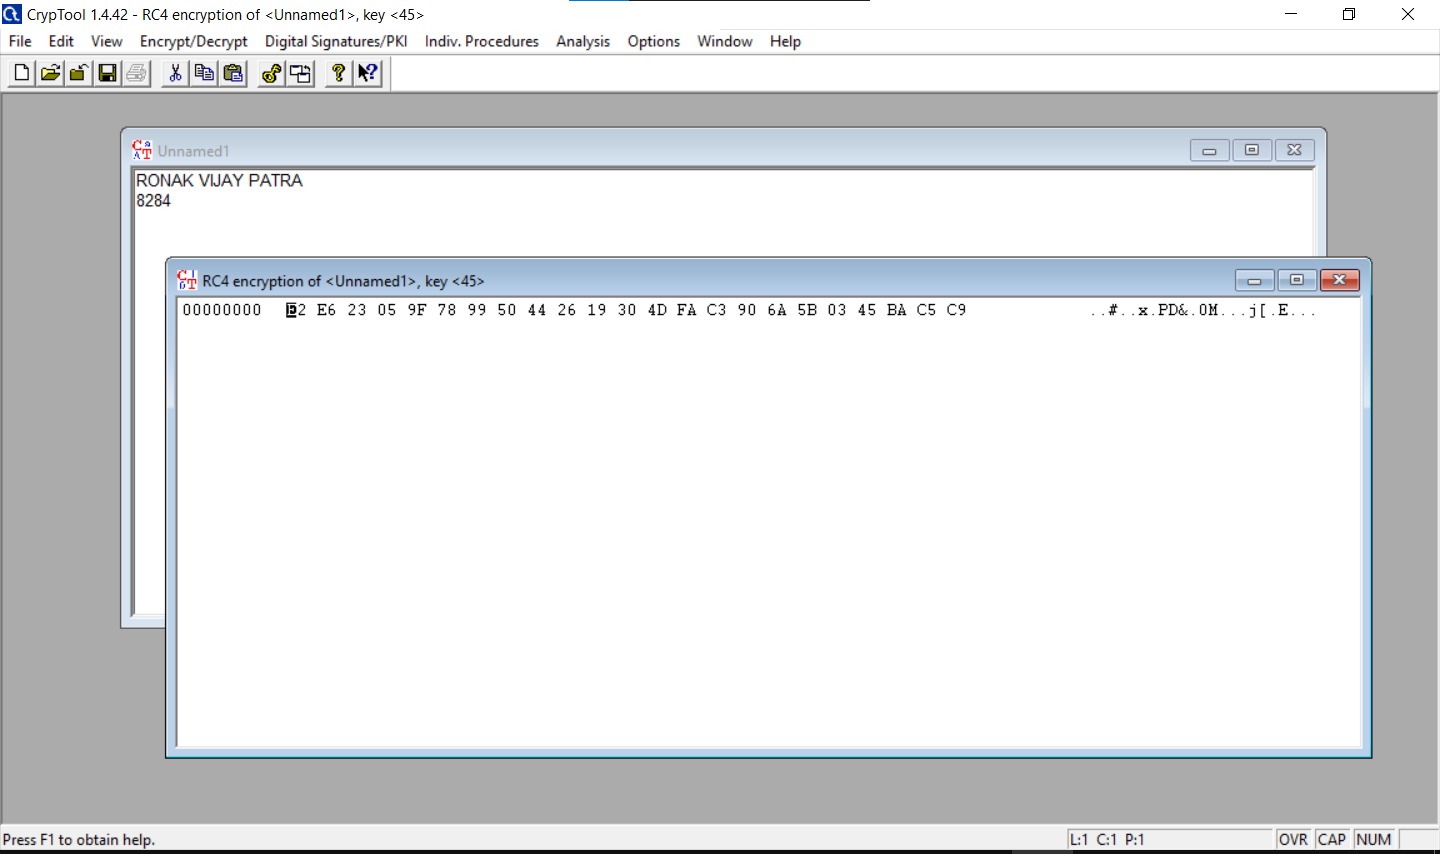 CrypTool 1.4.42 - RC4 encryption of <Unnamed1>, key <45>
File Edit View Encrypt/Decrypt Digital Signatures/PKI Indiv. Procedures Analysis Options Window Help
Unnamed1
RONAK VIJAY PATRA
8284
RC4 encryption of <Unnamed1>, key <45>
00000000 E2 E6 23 05 9F 78 99 50 44 26 19 30 4D FA C3 90 6A 5B 03 45 BA C5 C9 ..#..x.PD&.0M...j[.E...
Press F1 to obtain help.
L:1 C:1 P:1
OVR CAP NUM